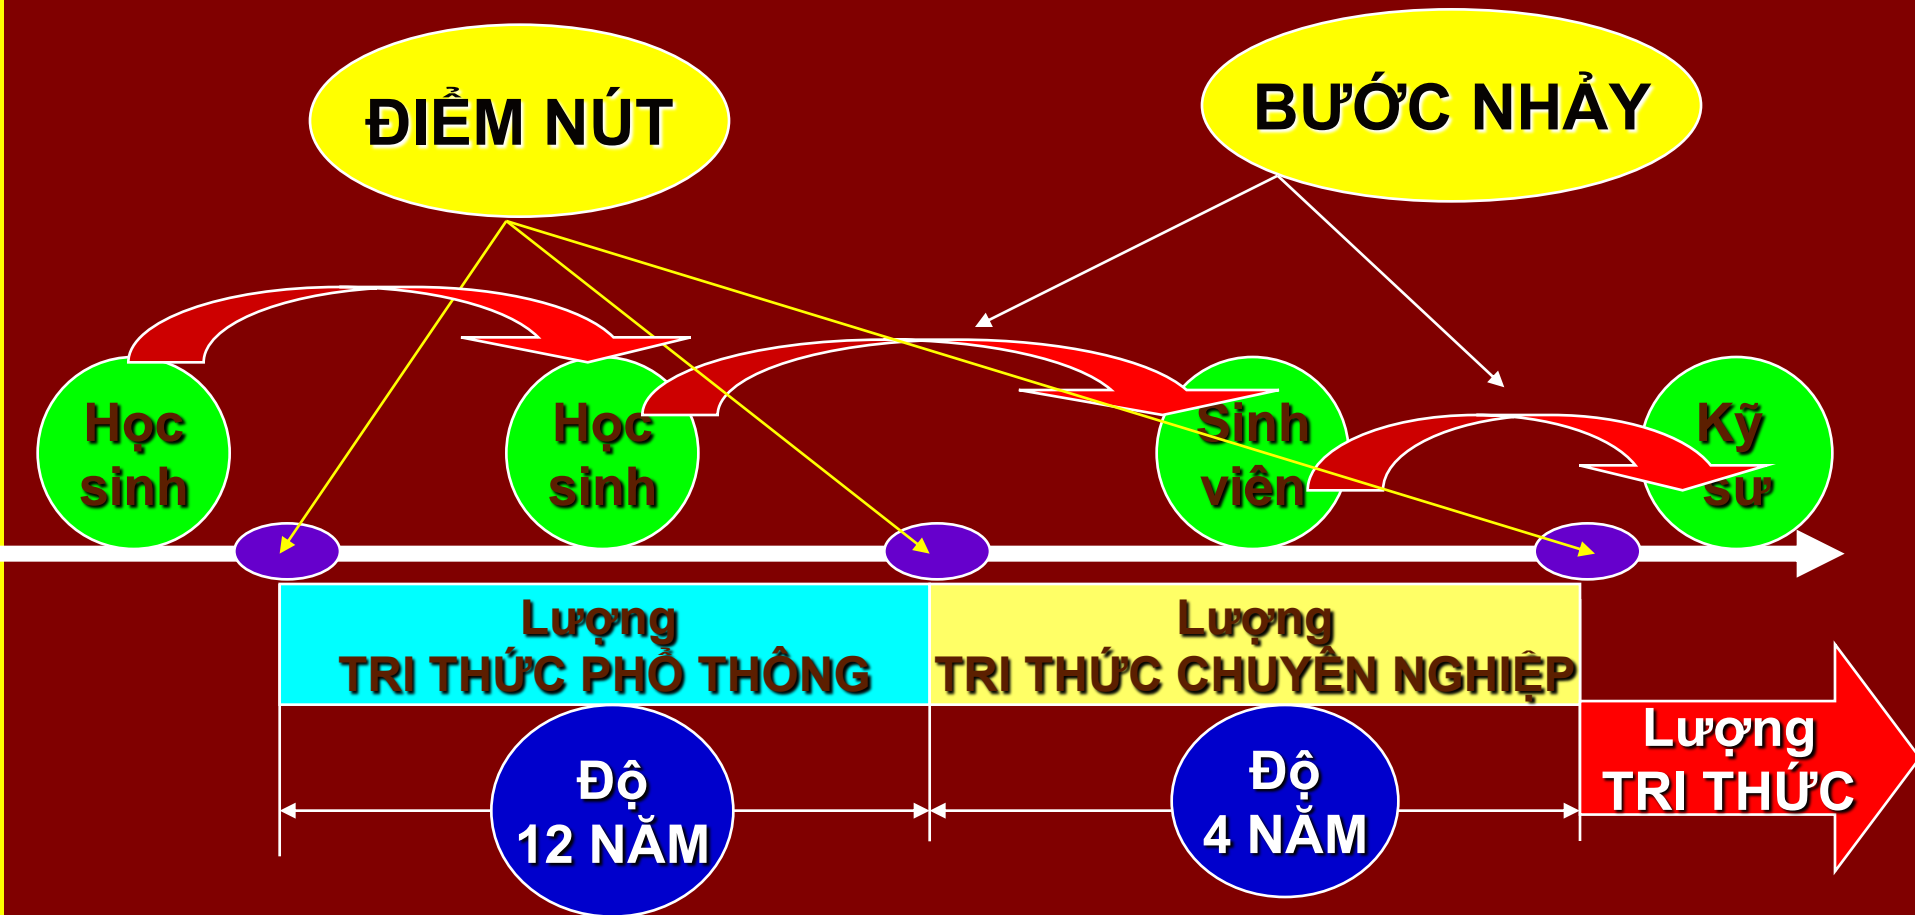 ĐIỂM NÚT
BƯỚC NHẢY
Học
sinh
Học
sinh
Sinh
viên
Kỹ
sư
Lượng
TRI THỨC PHỔ THÔNG
Lượng
TRI THỨC CHUYÊN NGHIỆP
Độ
12 NĂM
Độ
4 NĂM
Lượng
TRI THỨC